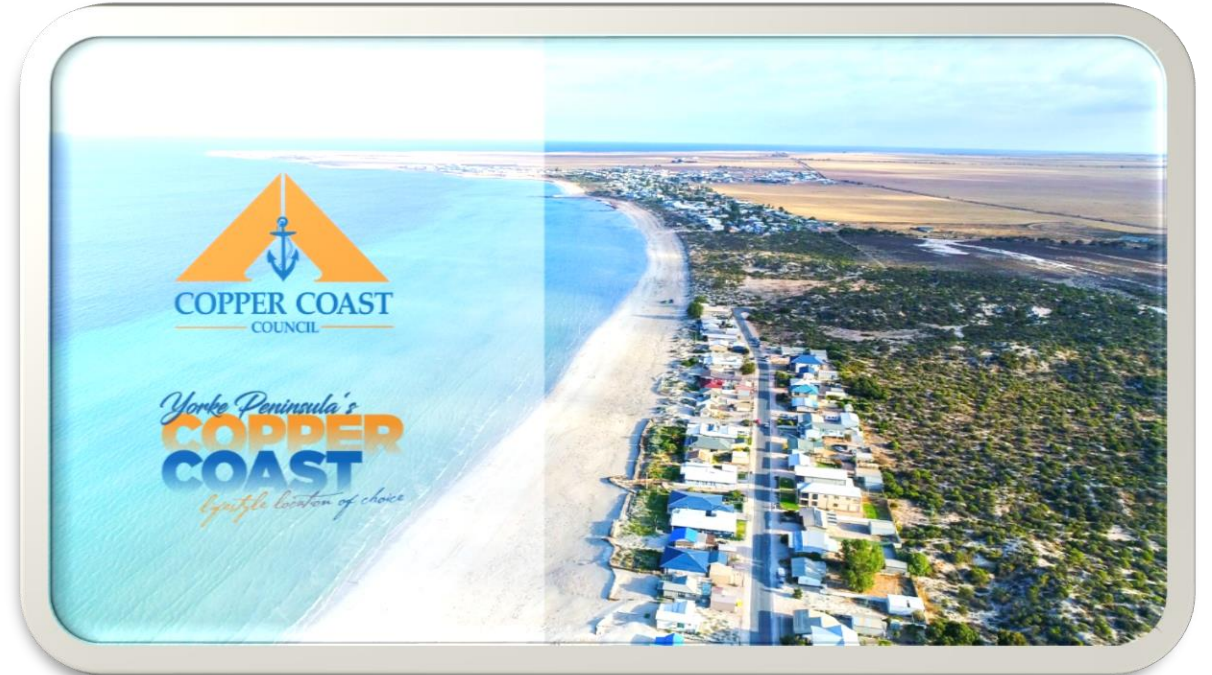 COPPER COAST
COUNCIL
Yorke Peninsula's
COPPER
COAST
lifestyle location of choice